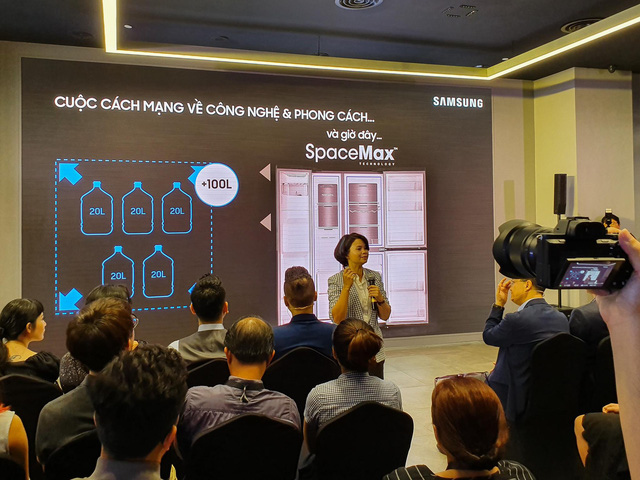 SAMSUNG
CUỘC CÁCH MẠNG VỀ CÔNG NGHỆ & PHONG CÁCH...
và giờ đây...
SpaceMax™
TECHNOLOGY
+100L
20L 20L 20L
20L 20L